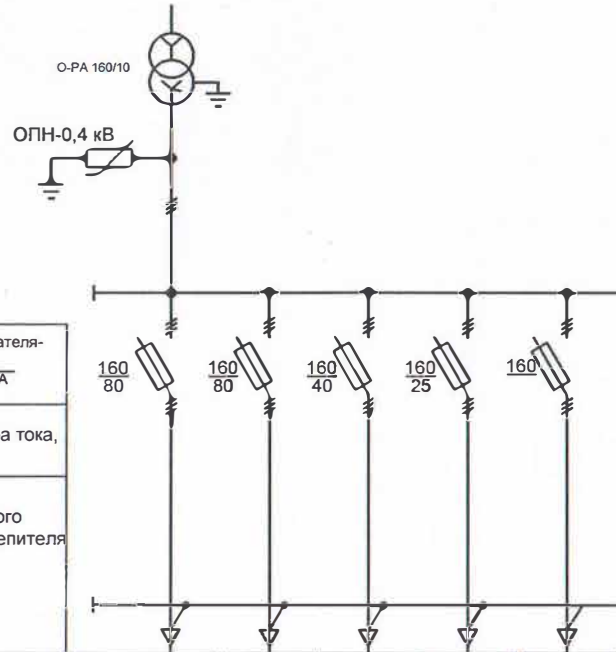 О-РА 160/10
ОПН-0,4 кВ
ателя-
А
а тока,
ого
епителя
160
80
160
80
160
40
160
25
160